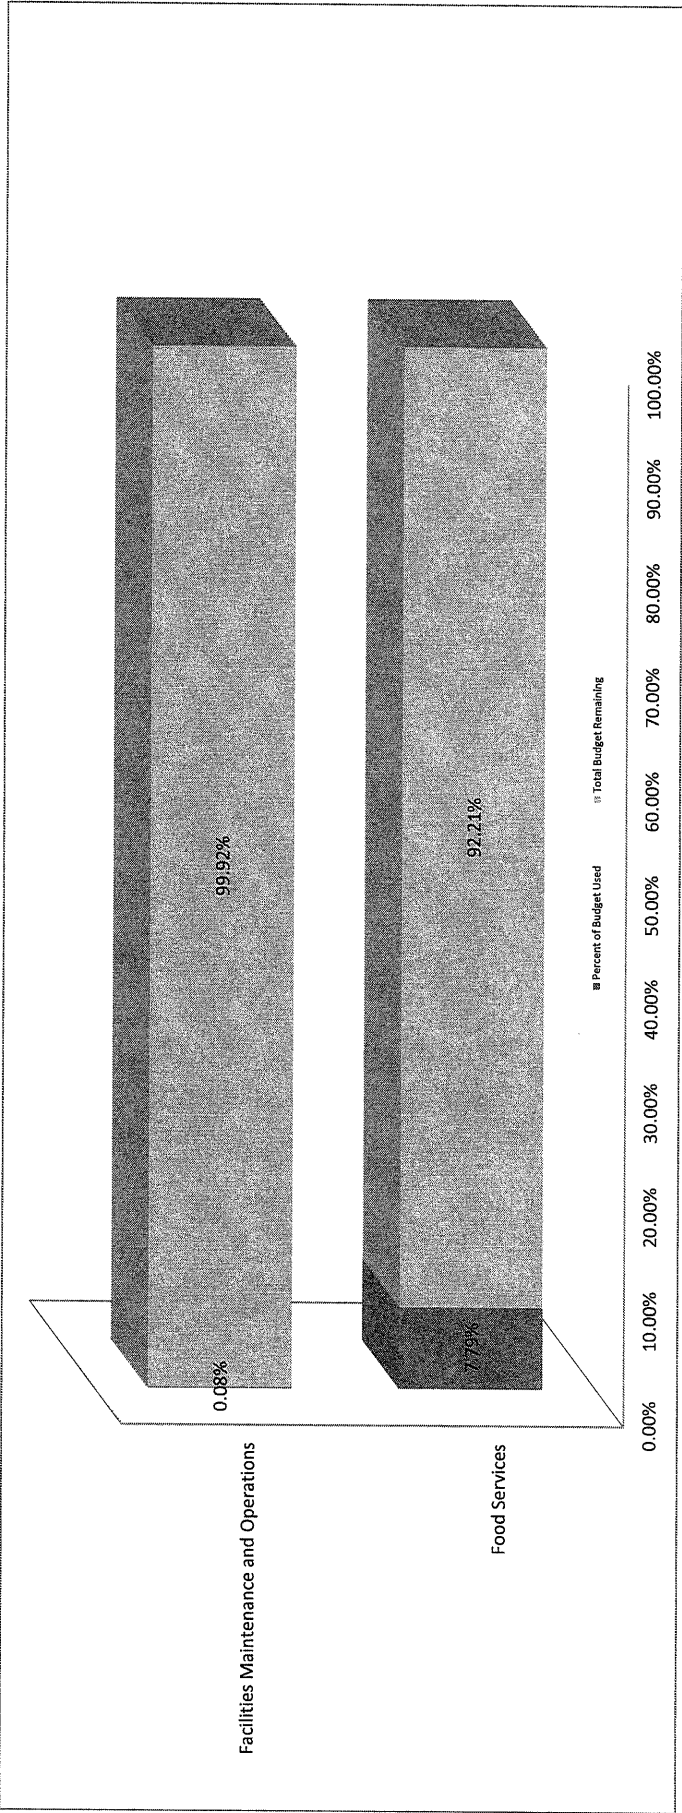 Facilities Maintenance and Operations
0.08%
99.92%
Food Services
7.79%
92.21%
■ Percent of Budget Used
Total Budget Remaining
0.00% 10.00% 20.00% 30.00% 40.00% 50.00% 60.00% 70.00% 80.00% 90.00% 100.00%